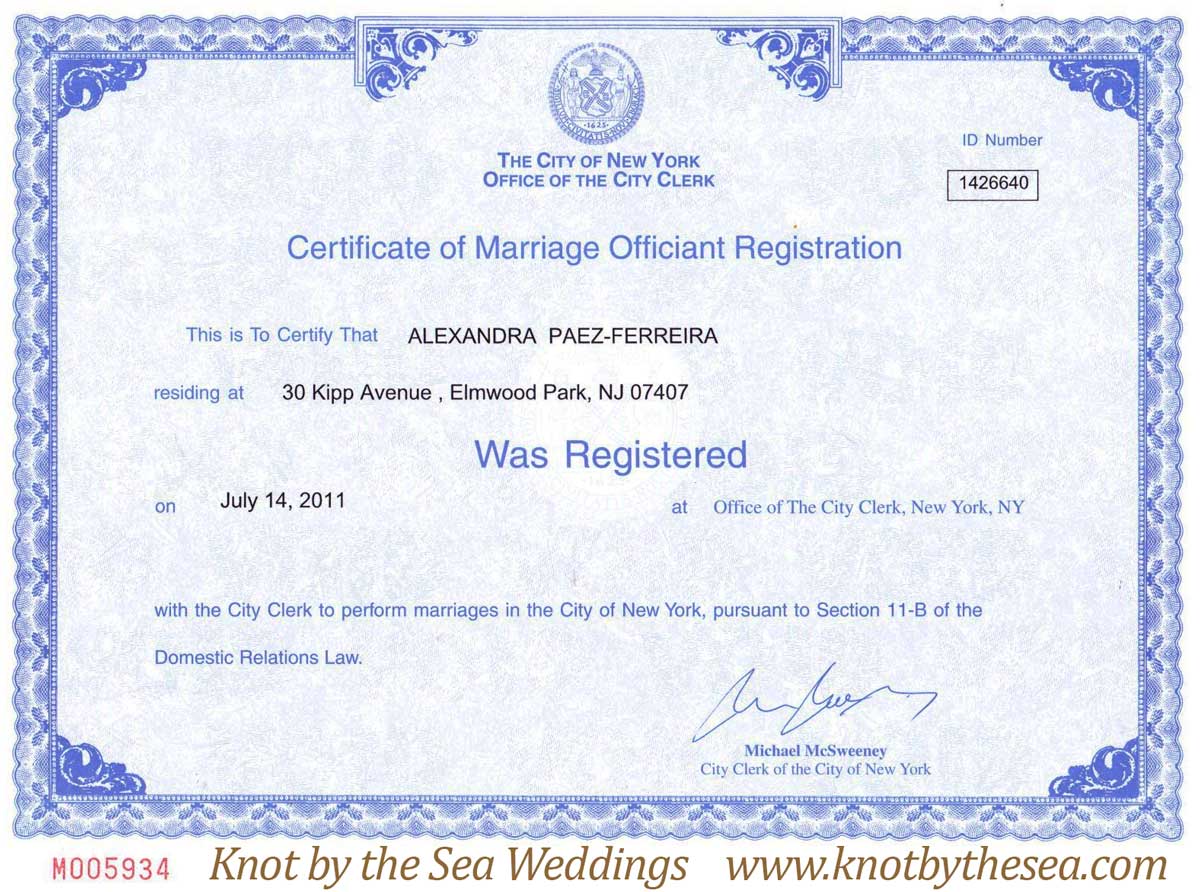 ·1625·
THE CITY OF NEW YORK
OFFICE OF THE CITY CLERK
ID Number
1426640
Certificate of Marriage Officiant Registration
This is To Certify That ALEXANDRA PAEZ-FERREIRA
residing at 30 Kipp Avenue , Elmwood Park, NJ 07407
Was Registered
on July 14, 2011 at Office of The City Clerk, New York, NY
with the City Clerk to perform marriages in the City of New York, pursuant to Section 11-B of the
Domestic Relations Law.
Michael McSweeney
City Clerk of the City of New York
M005934 Knot by the Sea Weddings www.knotbythesea.com